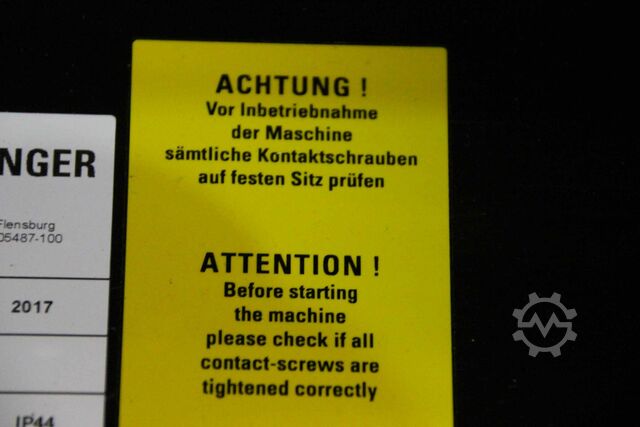 NGER
Flensburg
05487-100
2017
IP44
ACHTUNG !
Vor Inbetriebnahme
der Maschine
sämtliche Kontaktschrauben
auf festen Sitz prüfen
ATTENTION !
Before starting
the machine
please check if all
contact-screws are
tightened correctly